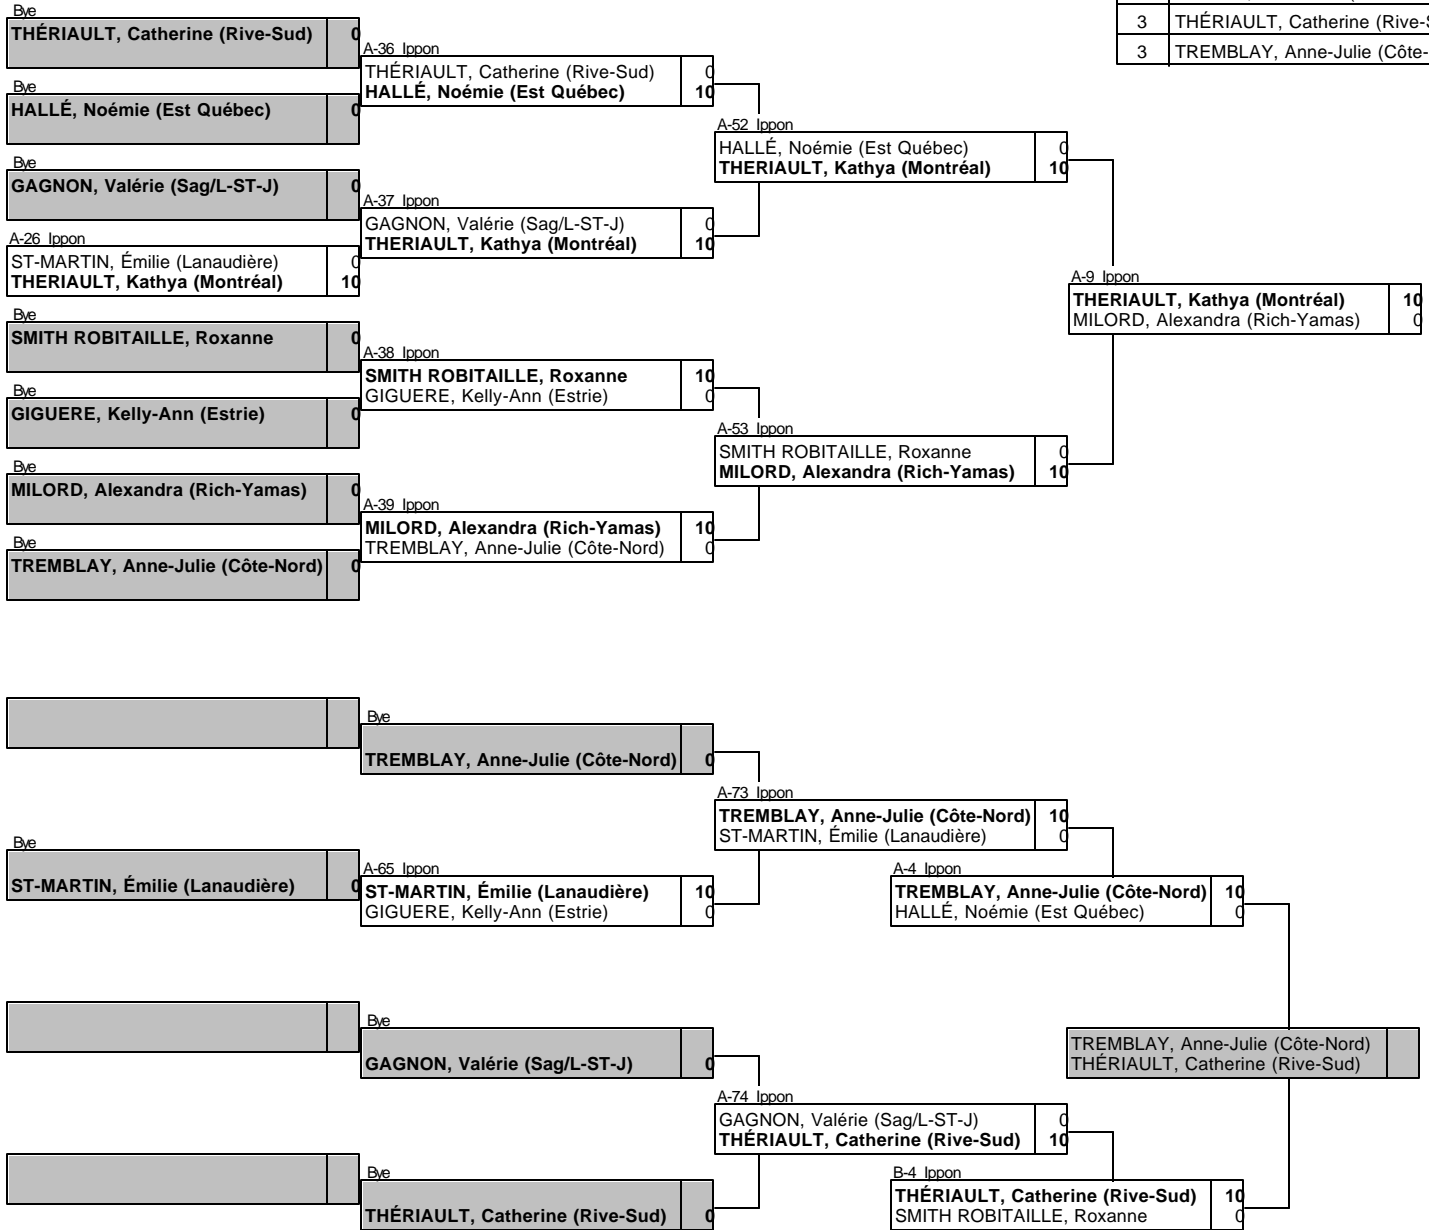 Bye
THÉRIAULT, Catherine (Rive-Sud) 0
Bye
HALLÉ, Noémie (Est Québec) 0
Bye
GAGNON, Valérie (Sag/L-ST-J) 0
A-26 Ippon
ST-MARTIN, Émilie (Lanaudière) 0
THERIAULT, Kathya (Montréal) 10
Bye
SMITH ROBITAILLE, Roxanne 0
Bye
GIGUERE, Kelly-Ann (Estrie) 0
Bye
MILORD, Alexandra (Rich-Yamas) 0
Bye
TREMBLAY, Anne-Julie (Côte-Nord) 0
A-36 Ippon
THÉRIAULT, Catherine (Rive-Sud) 0
HALLÉ, Noémie (Est Québec) 10
A-37 Ippon
GAGNON, Valérie (Sag/L-ST-J) 0
THERIAULT, Kathya (Montréal) 10
A-38 Ippon
SMITH ROBITAILLE, Roxanne 10
GIGUERE, Kelly-Ann (Estrie) 0
A-39 Ippon
MILORD, Alexandra (Rich-Yamas) 10
TREMBLAY, Anne-Julie (Côte-Nord) 0
A-52 Ippon
HALLÉ, Noémie (Est Québec) 0
THERIAULT, Kathya (Montréal) 10
A-53 Ippon
SMITH ROBITAILLE, Roxanne 0
MILORD, Alexandra (Rich-Yamas) 10
3 THÉRIAULT, Catherine (Rive-
3 TREMBLAY, Anne-Julie (Côte-
A-9 Ippon
THERIAULT, Kathya (Montréal) 10
MILORD, Alexandra (Rich-Yamas) 0
Bye
ST-MARTIN, Émilie (Lanaudière) 0
Bye
TREMBLAY, Anne-Julie (Côte-Nord) 0
A-65 Ippon
ST-MARTIN, Émilie (Lanaudière) 10
GIGUERE, Kelly-Ann (Estrie) 0
Bye
GAGNON, Valérie (Sag/L-ST-J) 0
Bye
THÉRIAULT, Catherine (Rive-Sud) 0
A-73 Ippon
TREMBLAY, Anne-Julie (Côte-Nord) 10
ST-MARTIN, Émilie (Lanaudière) 0
A-74 Ippon
GAGNON, Valérie (Sag/L-ST-J) 0
THÉRIAULT, Catherine (Rive-Sud) 10
A-4 Ippon
TREMBLAY, Anne-Julie (Côte-Nord) 10
HALLÉ, Noémie (Est Québec) 0
B-4 Ippon
THÉRIAULT, Catherine (Rive-Sud) 10
SMITH ROBITAILLE, Roxanne 0
TREMBLAY, Anne-Julie (Côte-Nord)
THÉRIAULT, Catherine (Rive-Sud)